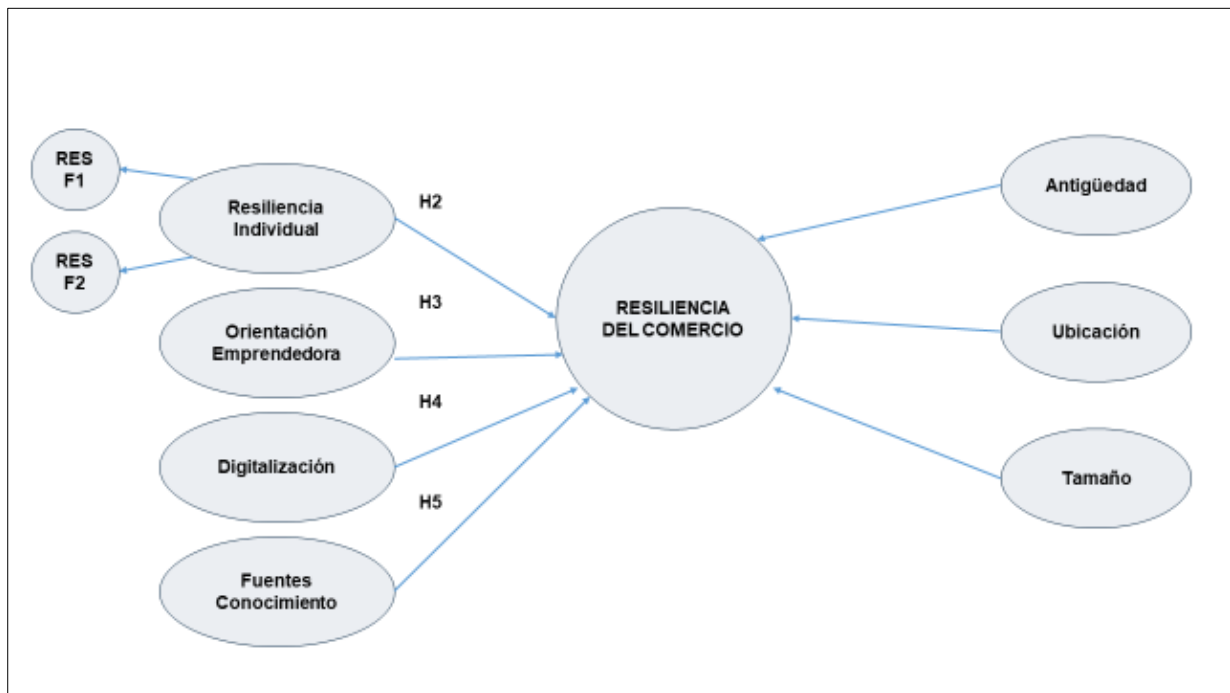 RES
F1
RES
F2
Resiliencia
Individual
Orientación
Emprendedora
Digitalización
Fuentes
Conocimiento
H2
H3
H4
H5
RESILIENCIA
DEL COMERCIO
Antigüedad
Ubicación
Tamaño